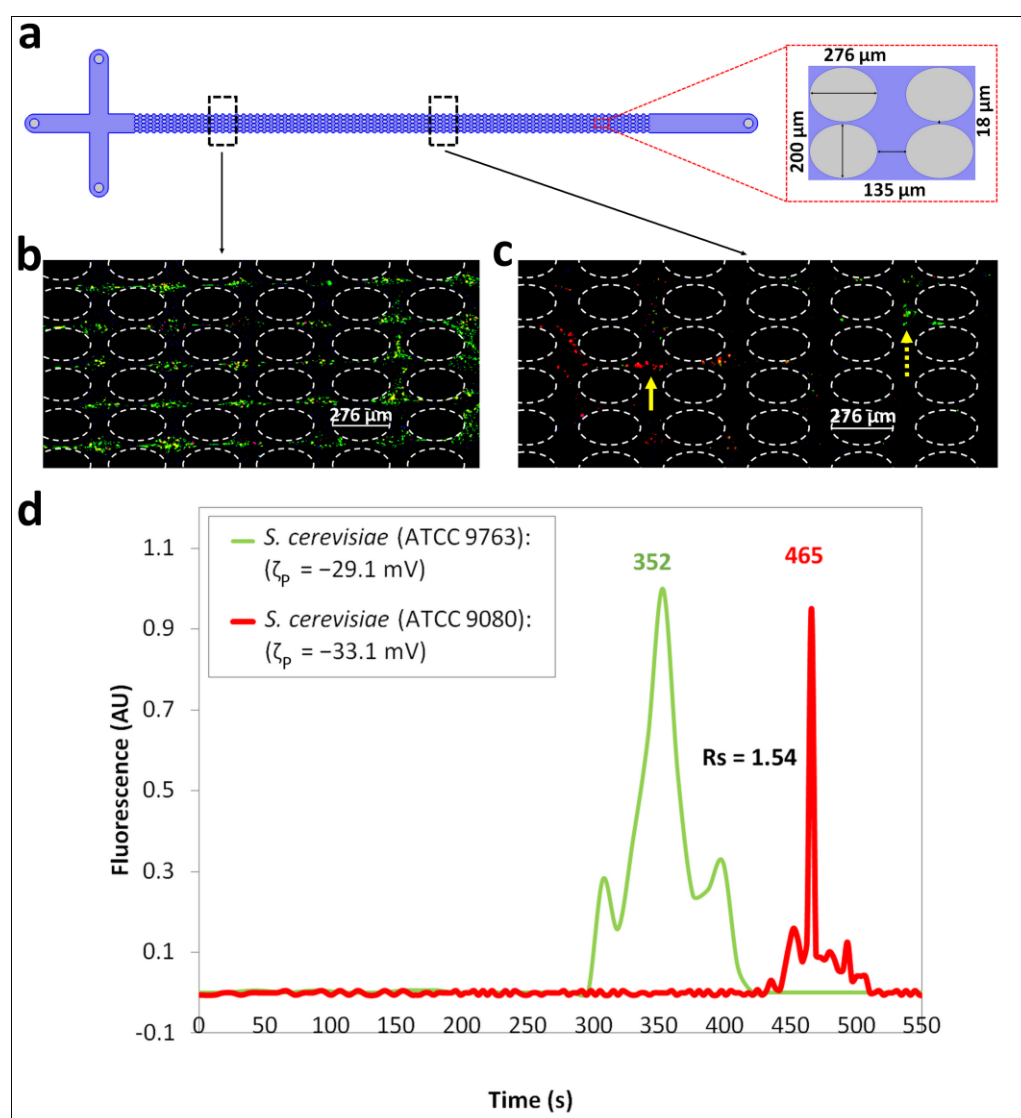 a
276 µm
200 µm
18 µm
135 µm
b
c
276 µm
276 µm
d
S. cerevisiae (ATCC 9763):
(ζP = −29.1 mV)
S. cerevisiae (ATCC 9080):
(ζP = −33.1 mV)
352
465
Rs = 1.54
Fluorescence (AU)
1.1
0.9
0.7
0.5
0.3
0.1
-0.1
0 50 100 150 200 250 300 350 400 450 500 550
Time (s)